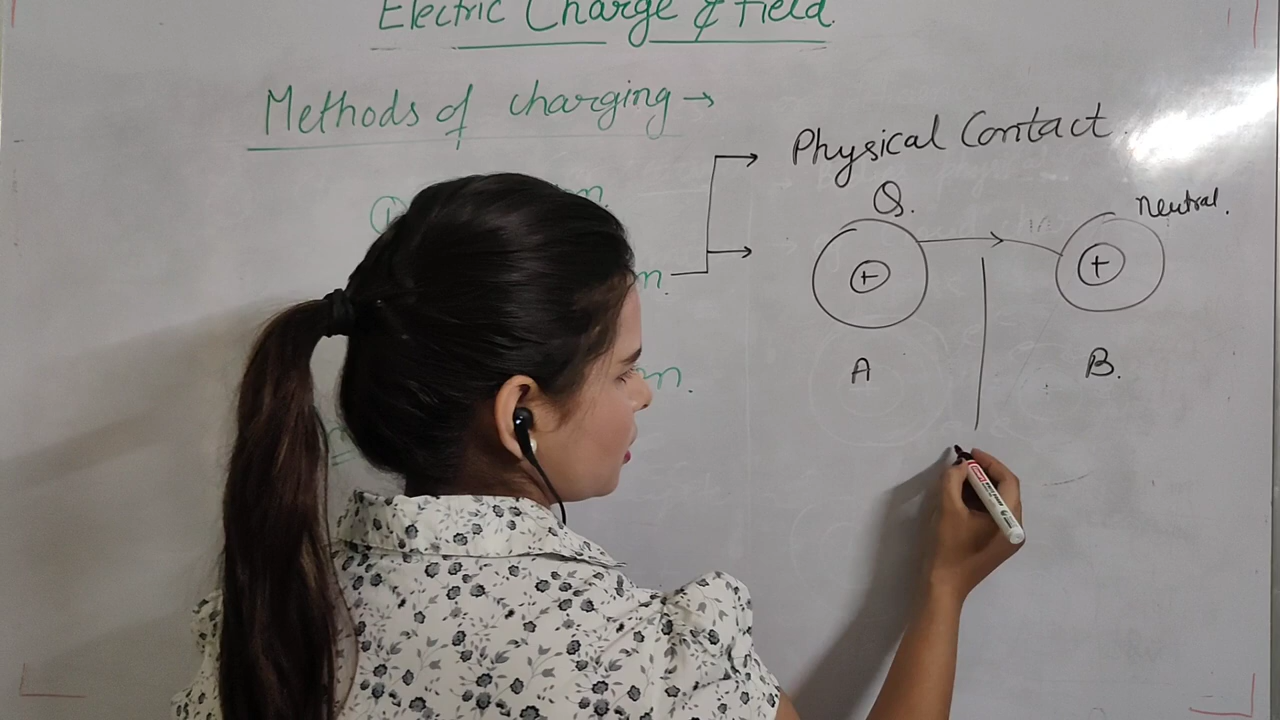 Electric Charge & Field.
Methods of charging →
Physical Contact.
Q.
Neutral.
+
+
A
B.